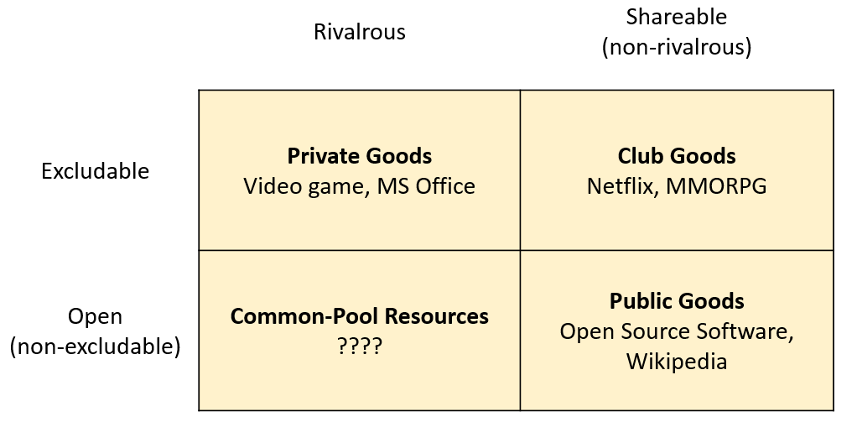 Rivalrous
Shareable
(non-rivalrous)
Excludable
Private Goods
Video game, MS Office
Club Goods
Netflix, MMORPG
Open
(non-excludable)
Common-Pool Resources
????
Public Goods
Open Source Software,
Wikipedia